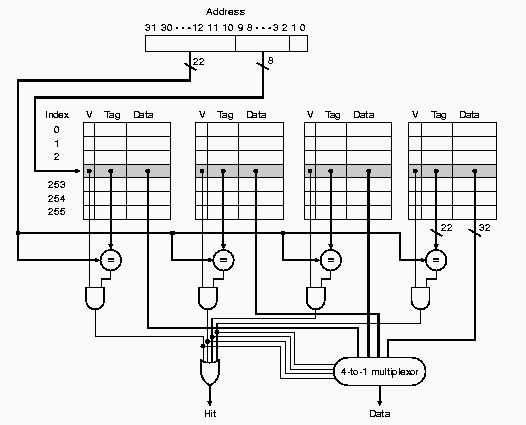 Address
31 30 ••• 12 11 10 9 8 ••• 3 2 1 0
22
8
Index V Tag Data V Tag Data V Tag Data V Tag Data
0
1
2
253
254
255
22
32
=
=
=
=
4-to-1 multiplexor
Hit
Data